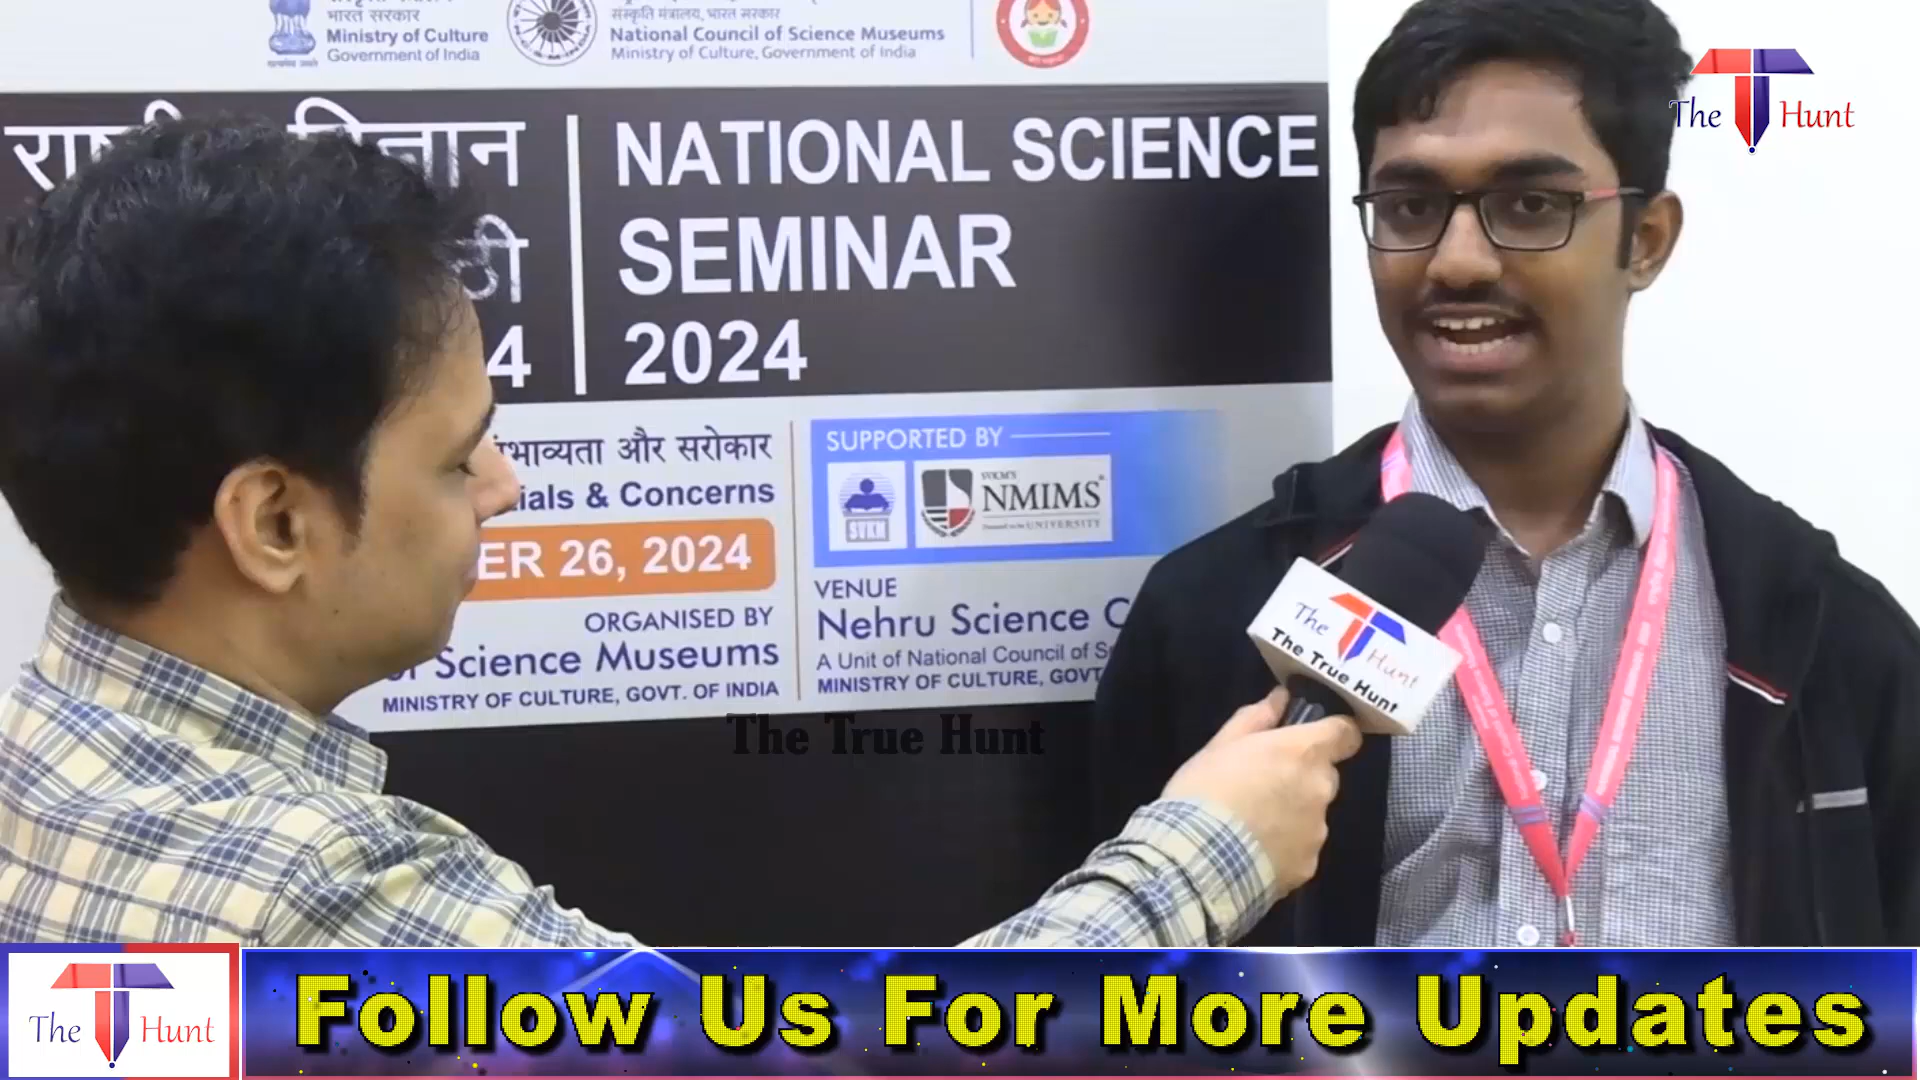 भारत सरकार
Ministry of Culture
Government of India
संस्कृति मंत्रालय, भारत सरकार
National Council of Science Museums
Ministry of Culture, Government of India
The Hunt
NATIONAL SCIENCE
SEMINAR
2024
4
और सरोकार
& Concerns
26, 2024
ORGANISED BY
Science Museums
MINISTRY OF CULTURE, GOVT. OF INDIA
SUPPORTED BY
SVKM
SVKM'S
NMIMS
UNIVERSITY
VENUE
Nehru Science
A Unit of National Council of
MINISTRY OF CULTURE, GOVT
The Hunt
The True Hunt
The True Hunt
The Hunt
Follow Us For More Updates